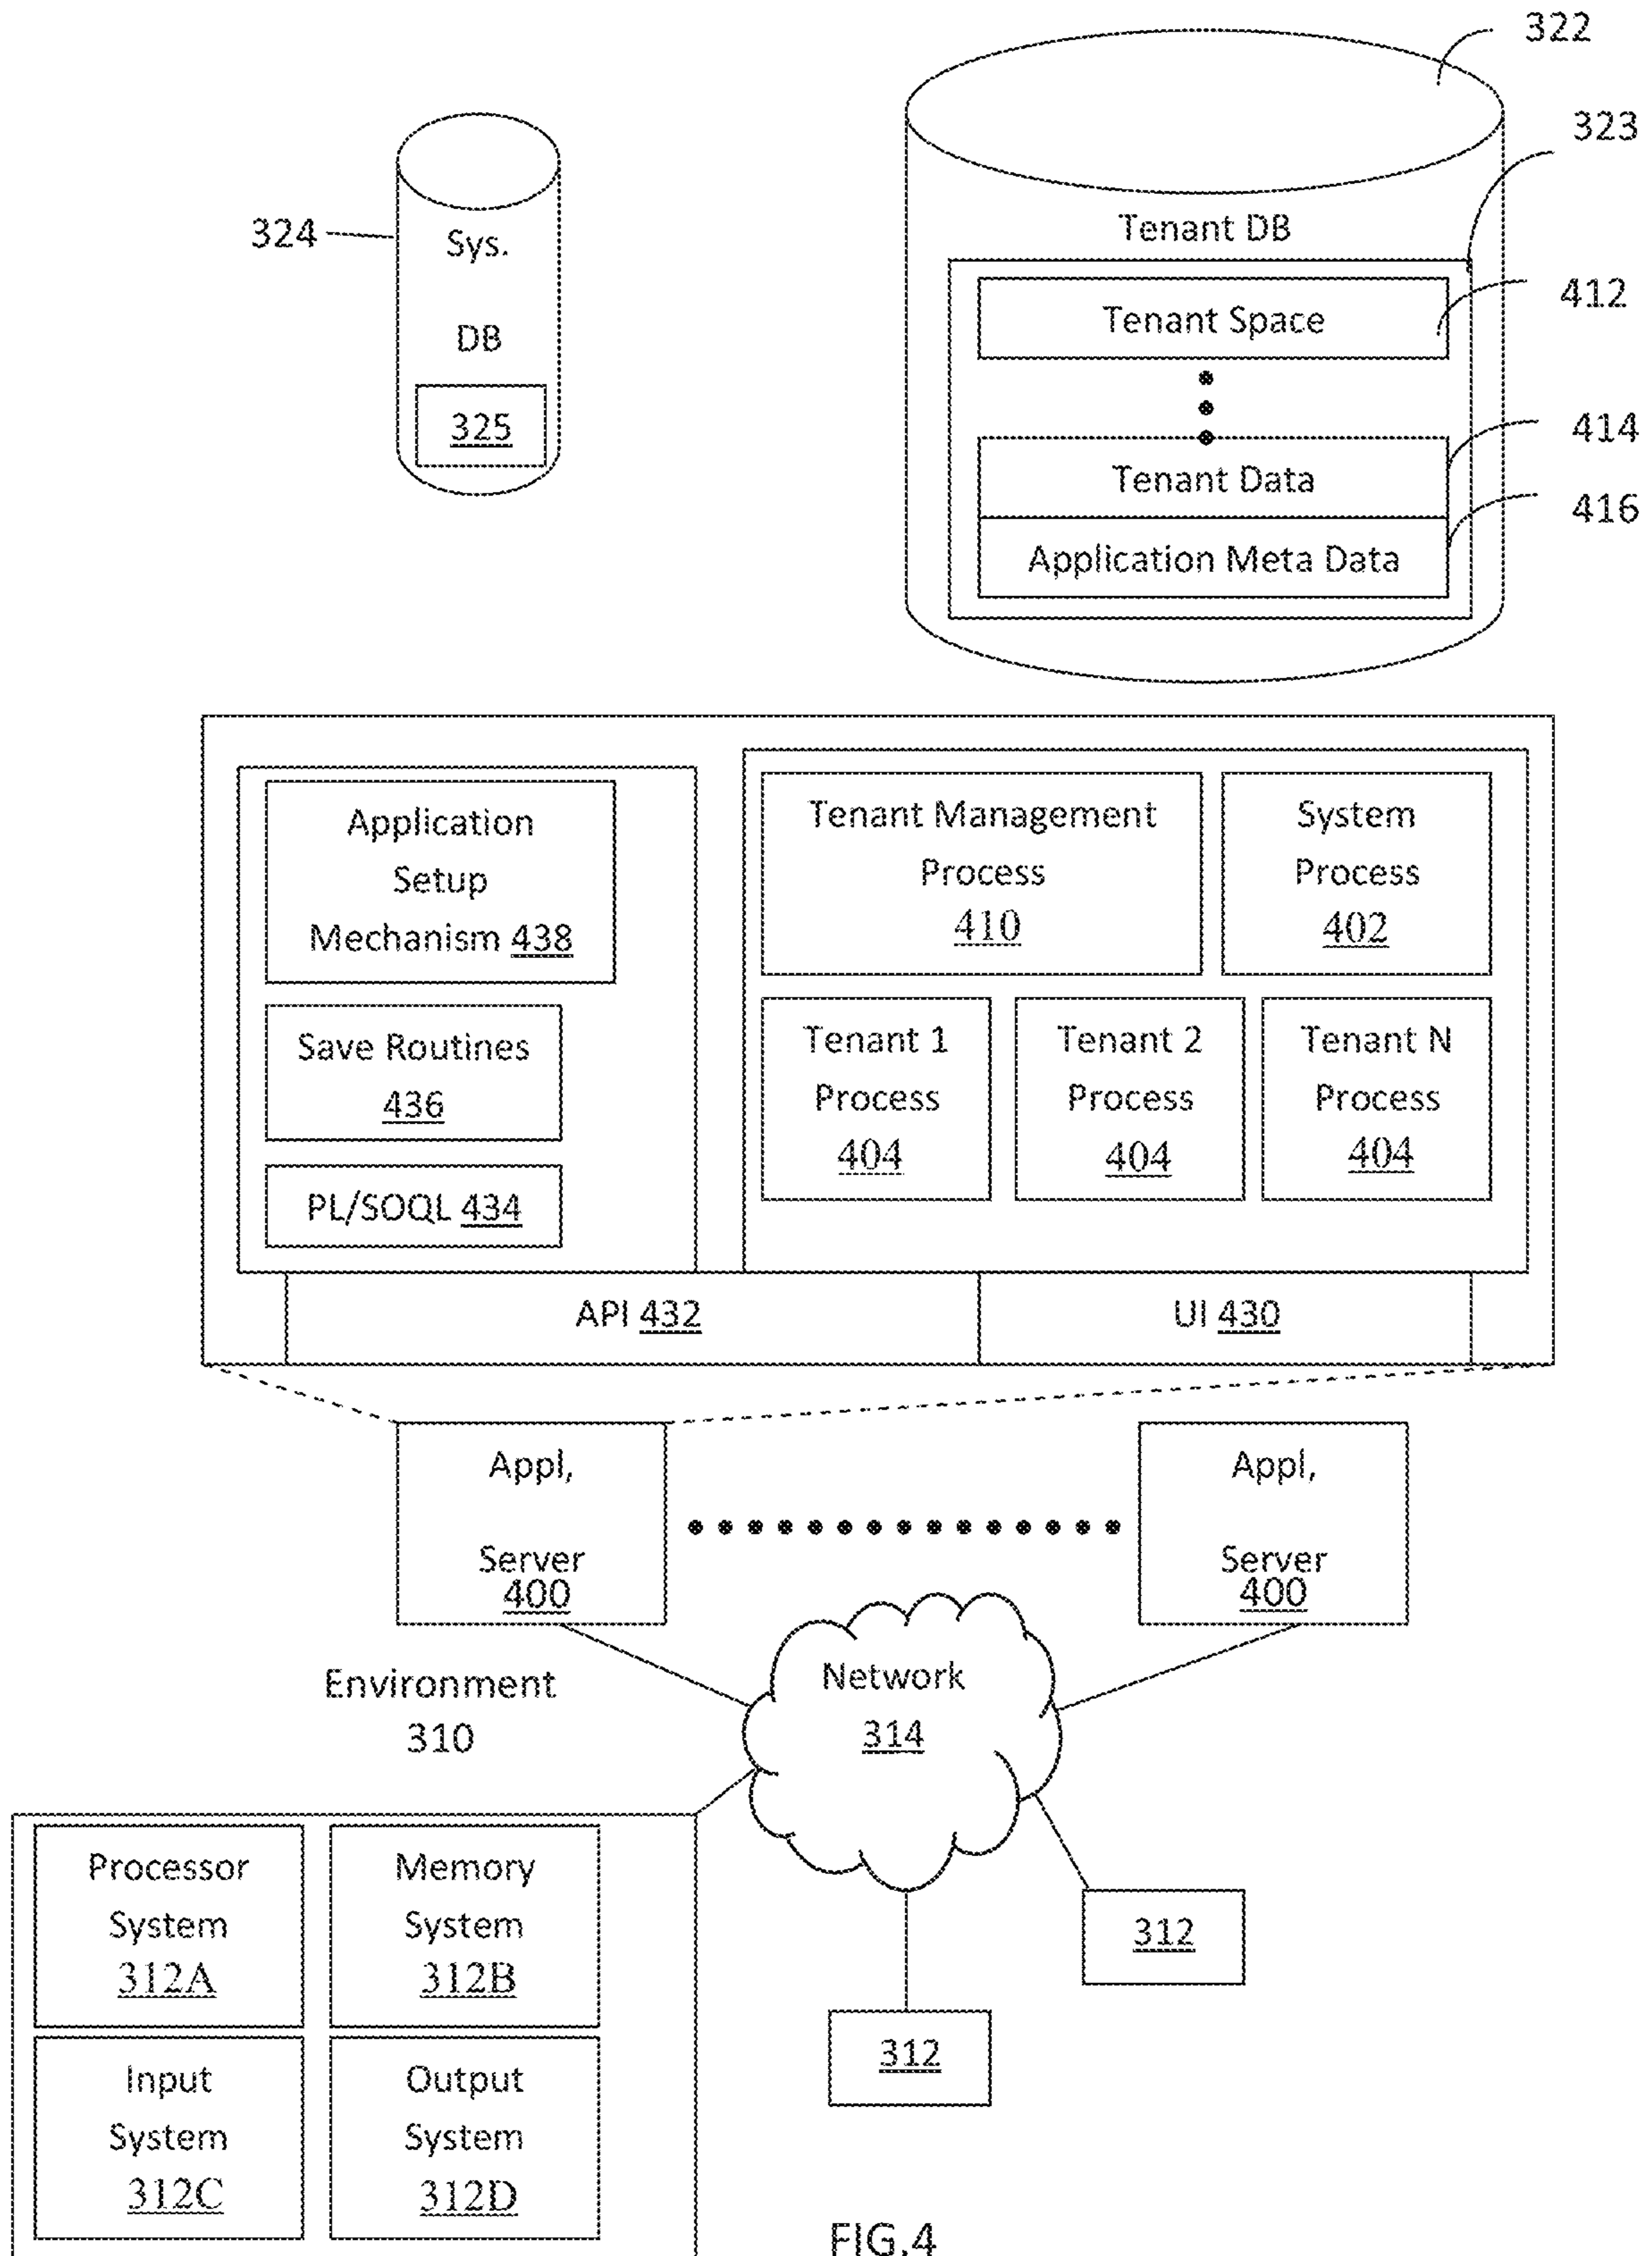 322
323
324
Sys.
DB
325
Tenant DB
Tenant Space
412
414
Tenant Data
416
Application Meta Data
Application
Setup
Mechanism 438
Save Routines
436
PL/SOQL 434
Tenant Management
Process
410
System
Process
402
Tenant 1
Process
404
Tenant 2
Process
404
Tenant N
Process
404
API 432
UI 430
Appl,
Server
400
Appl,
Server
400
Environment
310
Network
314
Processor
System
312A
Memory
System
312B
Input
System
312C
Output
System
312D
312
312
FIG.4